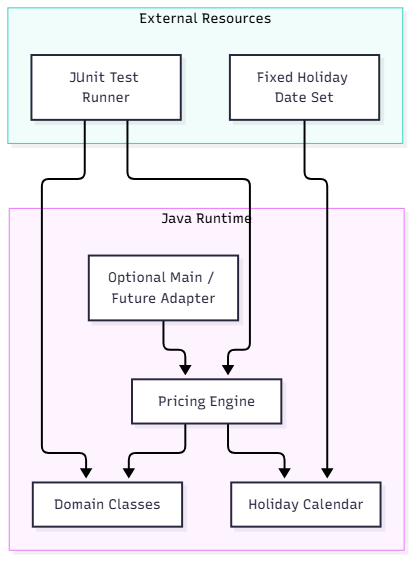 External Resources
JUnit Test
Runner
Fixed Holiday
Date Set
Java Runtime
Optional Main /
Future Adapter
Pricing Engine
Domain Classes
Holiday Calendar